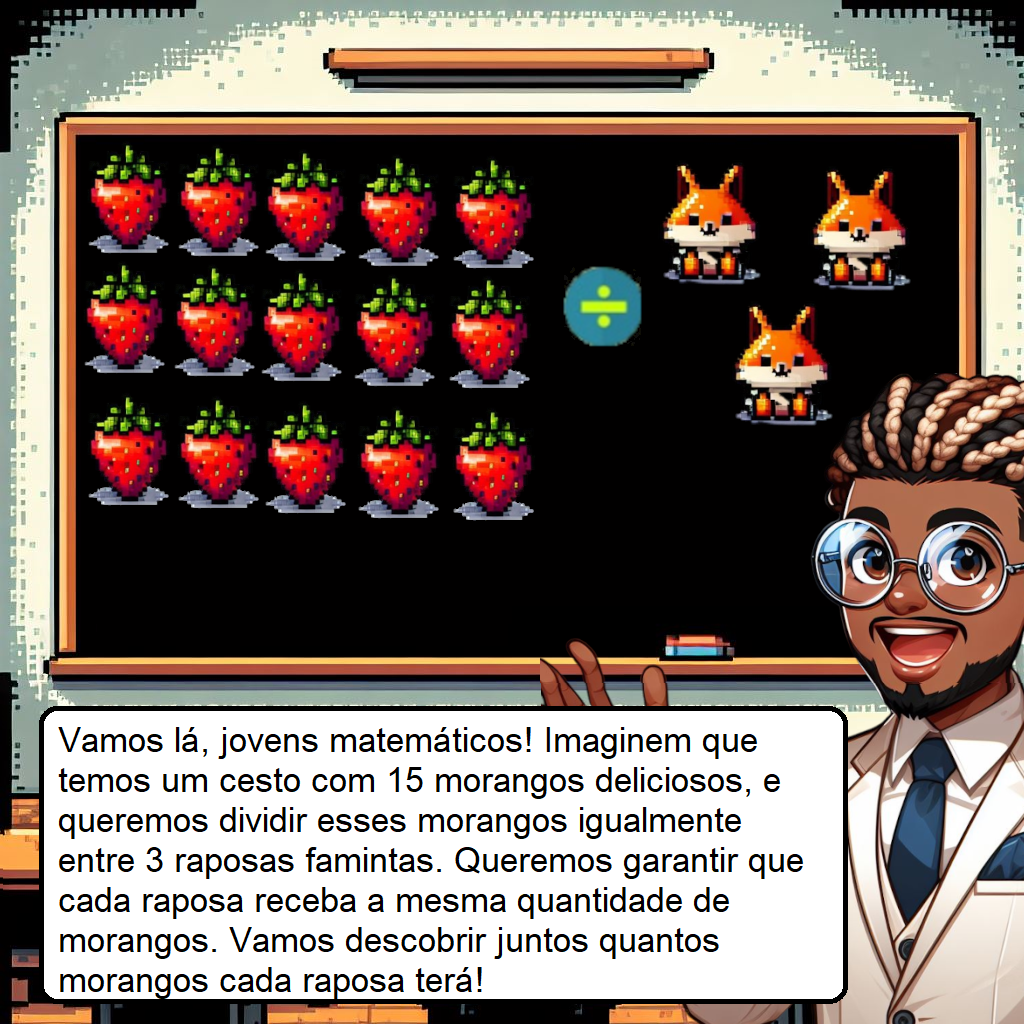 Vamos lá, jovens matemáticos! Imaginem que
temos um cesto com 15 morangos deliciosos, e
queremos dividir esses morangos igualmente
entre 3 raposas famintas. Queremos garantir que
cada raposa receba a mesma quantidade de
morangos. Vamos descobrir juntos quantos
morangos cada raposa terá!